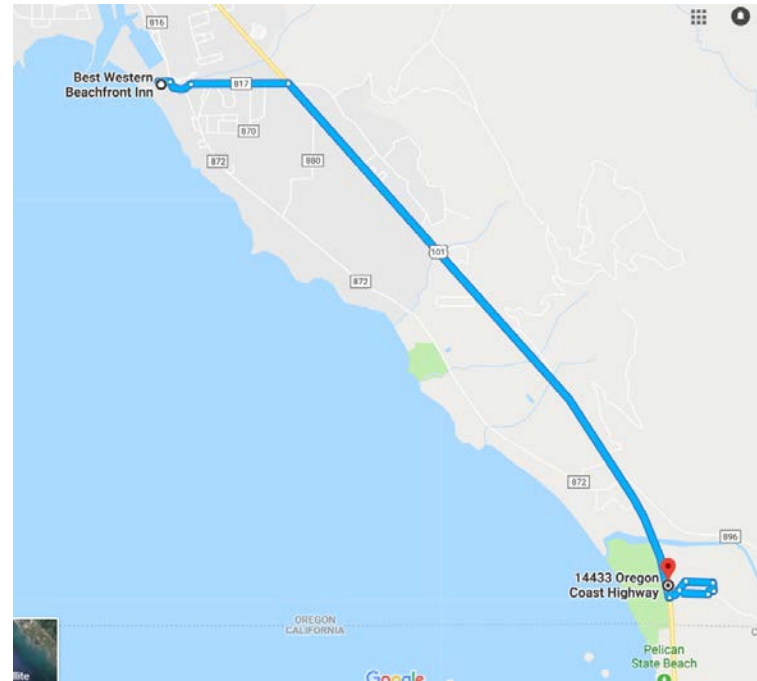 816
Best Western
Beachfront Inn
817
870
880
872
101
872
872
896
14433 Oregon
Coast Highway
OREGON
CALIFORNIA
C
Pelican
State Beach
llite
Google